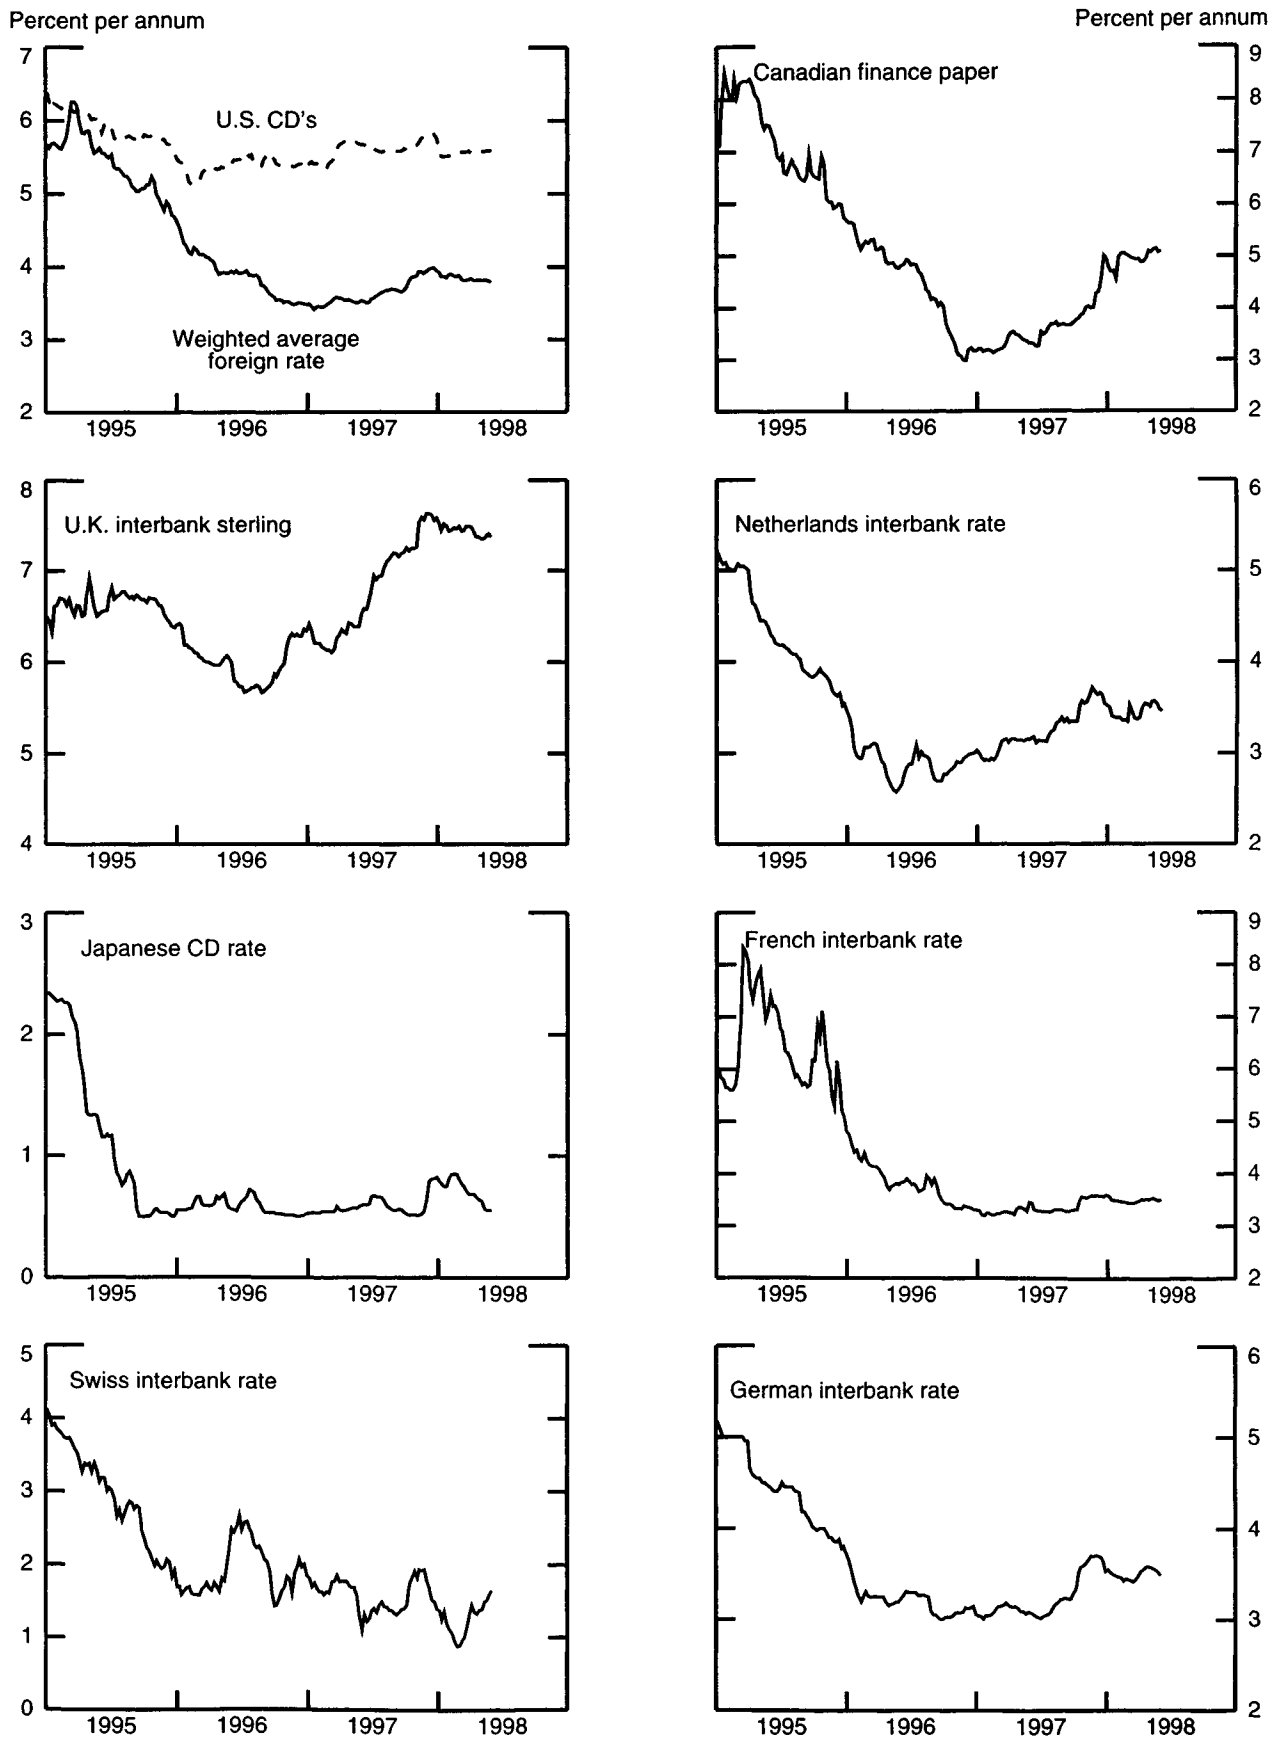 Percent per annum
7
6
5
4
3
2
U.S. CD's
Weighted average
foreign rate
1995 1996 1997 1998
Percent per annum
9
8
7
6
5
4
3
2
Canadian finance paper
1995 1996 1997 1998
8
7
6
5
4
U.K. interbank sterling
1995 1996 1997 1998
6
5
4
3
2
Netherlands interbank rate
1995 1996 1997 1998
3
2
1
0
Japanese CD rate
1995 1996 1997 1998
9
8
7
6
5
4
3
2
French interbank rate
1995 1996 1997 1998
5
4
3
2
1
0
Swiss interbank rate
1995 1996 1997 1998
6
5
4
3
2
German interbank rate
1995 1996 1997 1998